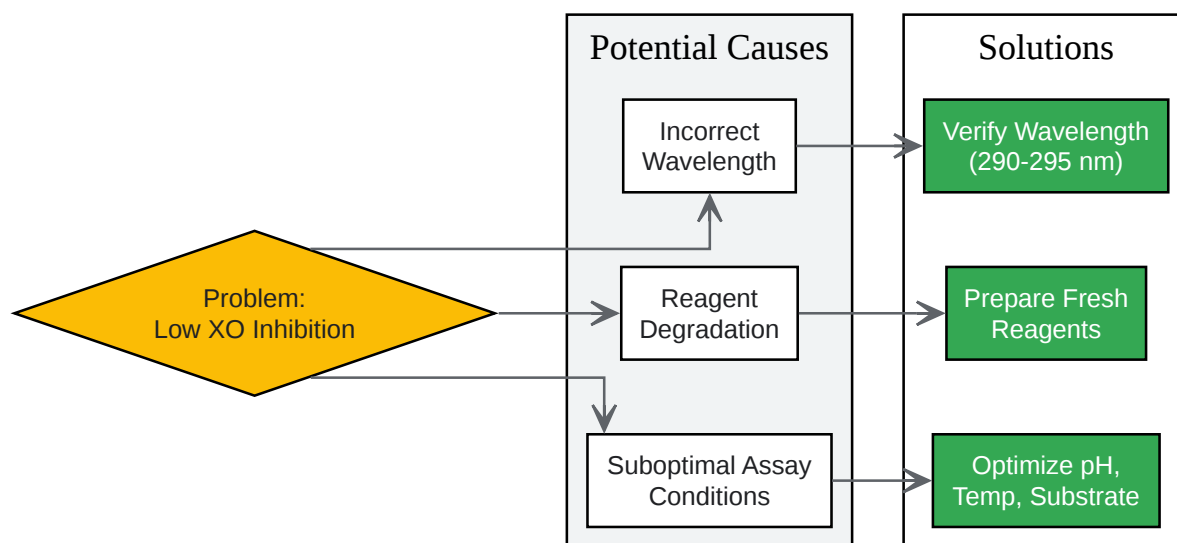 Potential Causes
Solutions
Incorrect
Wavelength
Verify Wavelength
(290-295 nm)
Problem:
Low XO Inhibition
Reagent
Degradation
Prepare Fresh
Reagents
Suboptimal Assay
Conditions
Optimize pH,
Temp, Substrate